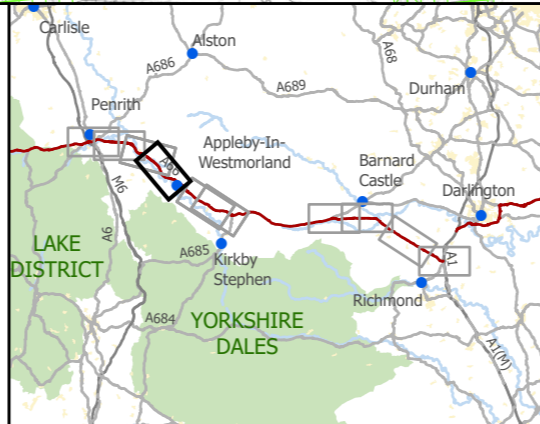 Carlisle
Alston
A68
A686
A689
Durham
Penrith
Appleby-In-
Westmorland
Barnard
Castle
Darlington
A66
M6
A6
LAKE
DISTRICT
A685
Kirkby
Stephen
A1
Richmond
A684
YORKSHIRE
DALES
A1(M)